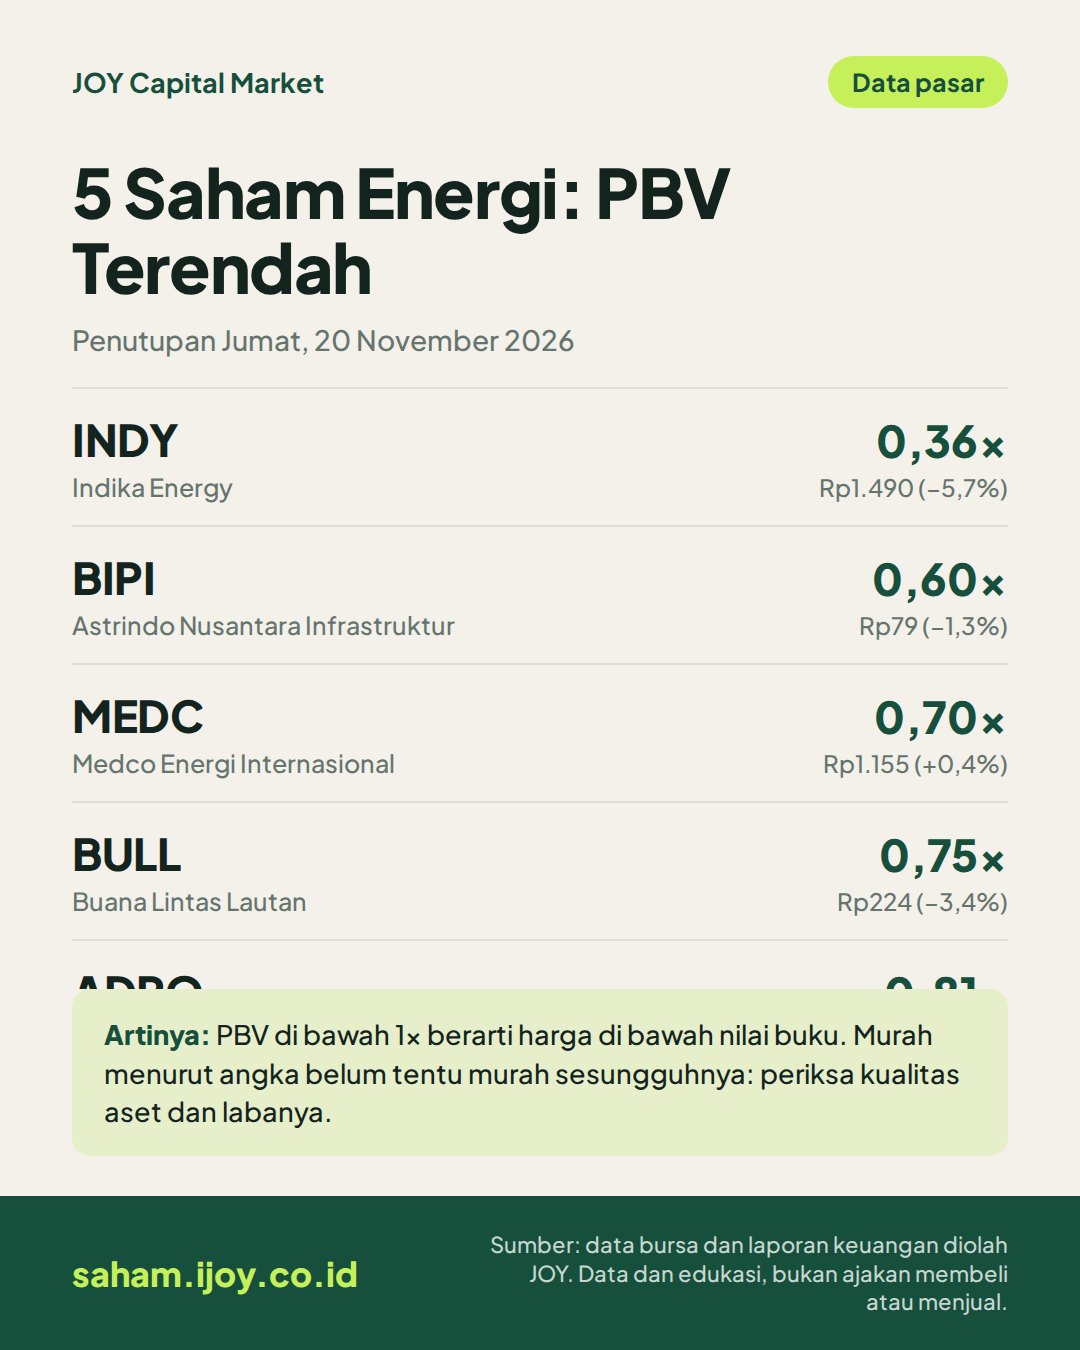 JOY Capital Market
Data pasar
5 Saham Energi: PBV
Terendah
Penutupan Jumat, 20 November 2026
INDY
0,36×
Indika Energy
Rp1.490 (−5,7%)
BIPI
0,60×
Astrindo Nusantara Infrastruktur
Rp79 (−1,3%)
MEDC
0,70×
Medco Energi Internasional
Rp1.155 (+0,4%)
BULL
0,75×
Buana Lintas Lautan
Rp224 (−3,4%)
Artinya: PBV di bawah 1× berarti harga di bawah nilai buku. Murah
menurut angka belum tentu murah sesungguhnya: periksa kualitas
aset dan labanya.
saham.ijoy.co.id
Sumber: data bursa dan laporan keuangan diolah
JOY. Data dan edukasi, bukan ajakan membeli
atau menjual.